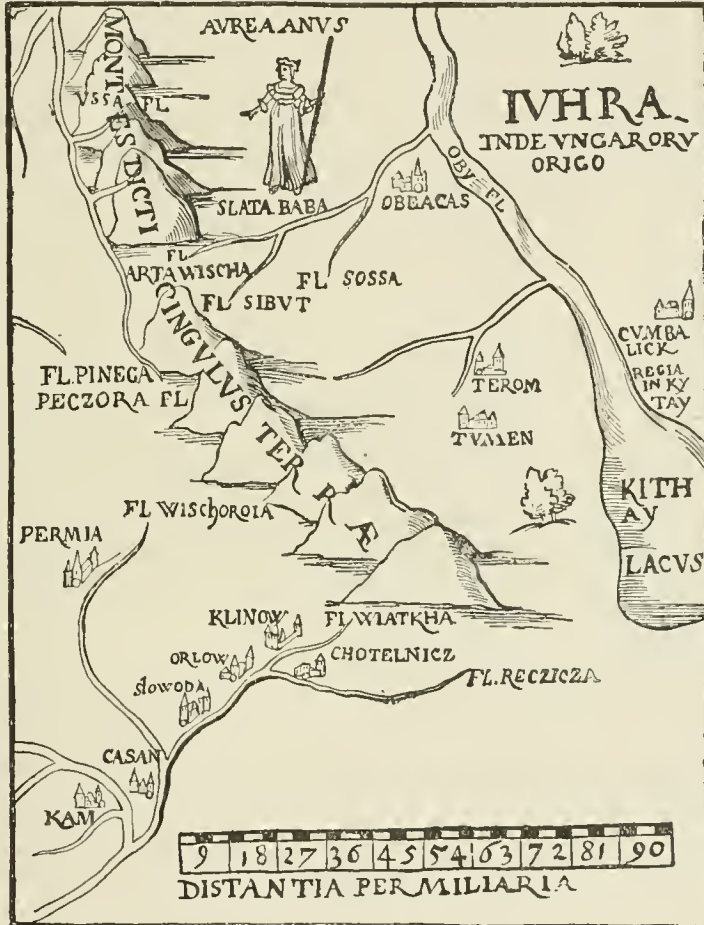 AVREA ANVS
IVHRA
INDE VNGARORV
ORIGO
MONT
ES DICTI
VSSA FL
OBY FL
SLATA BABA
OBEACAS
FL
ARTAWISCHA
FL SIBVT
FL SOSSA
CINGVLVS
TERRÆ
CVMBA
LICK
REGIA
IN KY
TAY
TEROM
TVMEN
FL. PINEGA
PECZORA FL
KITH
AY
LACVS
FL WISCHOROIA
PERMIA
KLINOW
FL WIATKHA
ORLOW
CHOTELNICZ
slowoda
FL. RECZICZA
CASAN
KAM
9 18 27 36 45 54 63 72 81 90
DISTANTIA PER MILIARIA